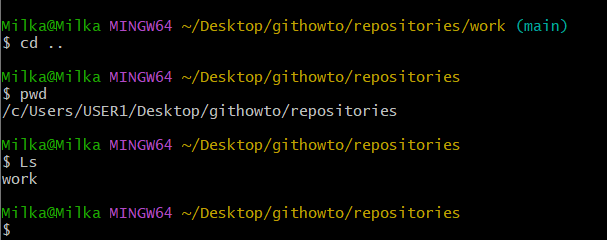 Milka@Milka MINGW64 ~/Desktop/githowto/repositories/work (main)
$ cd ..
Milka@Milka MINGW64 ~/Desktop/githowto/repositories
$ pwd
/c/Users/USER1/Desktop/githowto/repositories
Milka@Milka MINGW64 ~/Desktop/githowto/repositories
$ Ls
work
Milka@Milka MINGW64 ~/Desktop/githowto/repositories
$